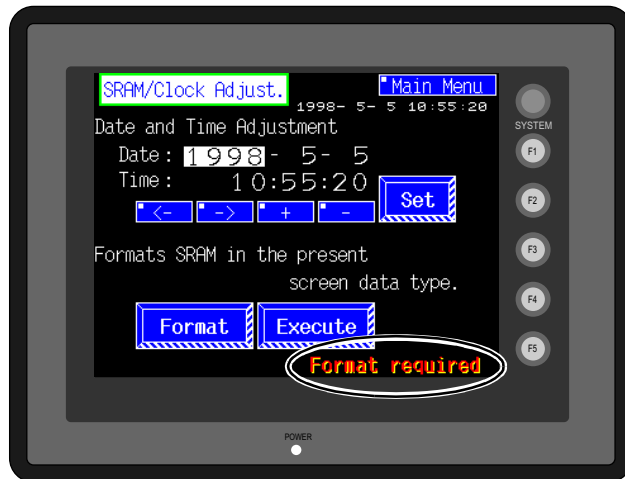 SRAM/Clock Adjust.
Main Menu
1998- 5- 5 10:55:20
Date and Time Adjustment
Date: 1998- 5- 5
Time: 10:55:20
<- -> + - Set
Formats SRAM in the present
screen data type.
Format Execute
Format required
SYSTEM
F1
F2
F3
F4
F5
POWER